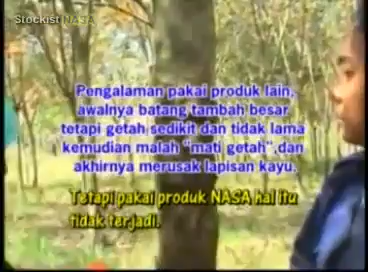 Stockist NASA
Pengalaman pakai produk lain,
awalnya batang tambah besar
tetapi getah sedikit dan tidak lama
kemudian malah "mati getah", dan
akhirnya merusak lapisan kayu.
Tetapi pakai produk NASA hal itu
tidak terjadi.